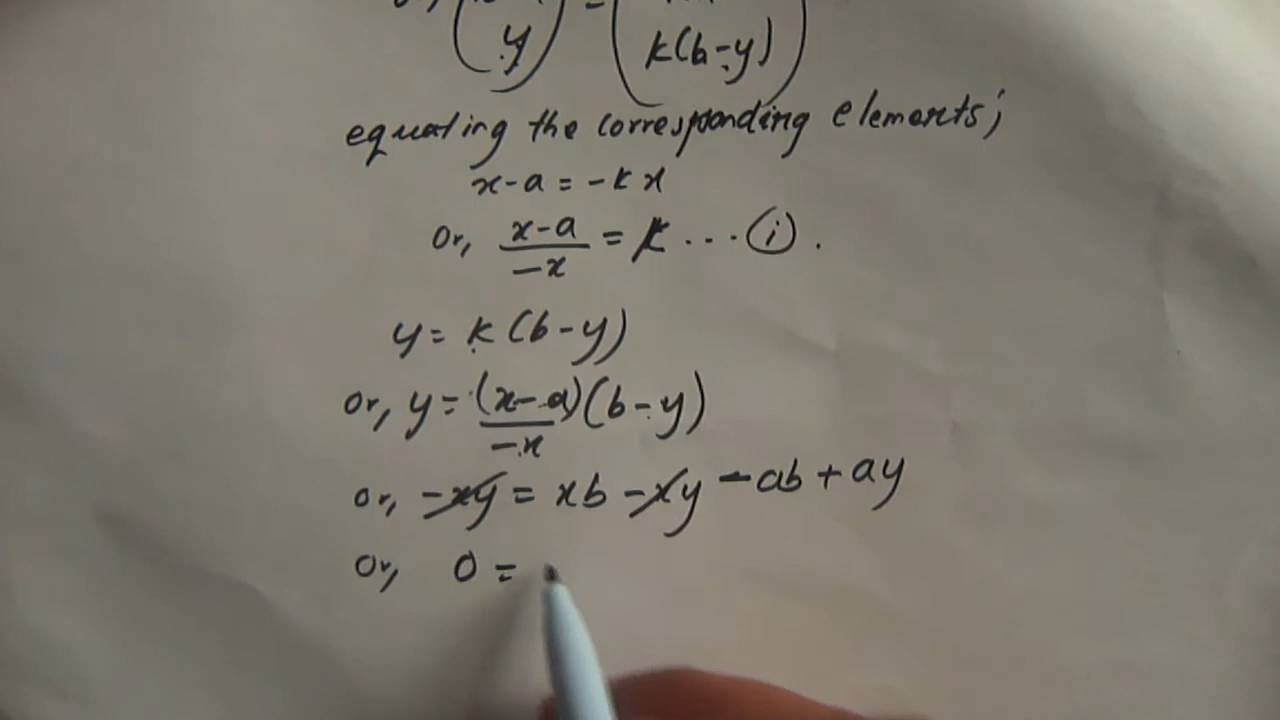 y = k(b-y)
equating the corresponding elements;
x-a = -kx
Or, (x-a)/-x = k ... (i).
y = k(b-y)
Or, y = (x-a)/-x (b-y)
or, -xy = xb -xy -ab + ay
Or, 0 =